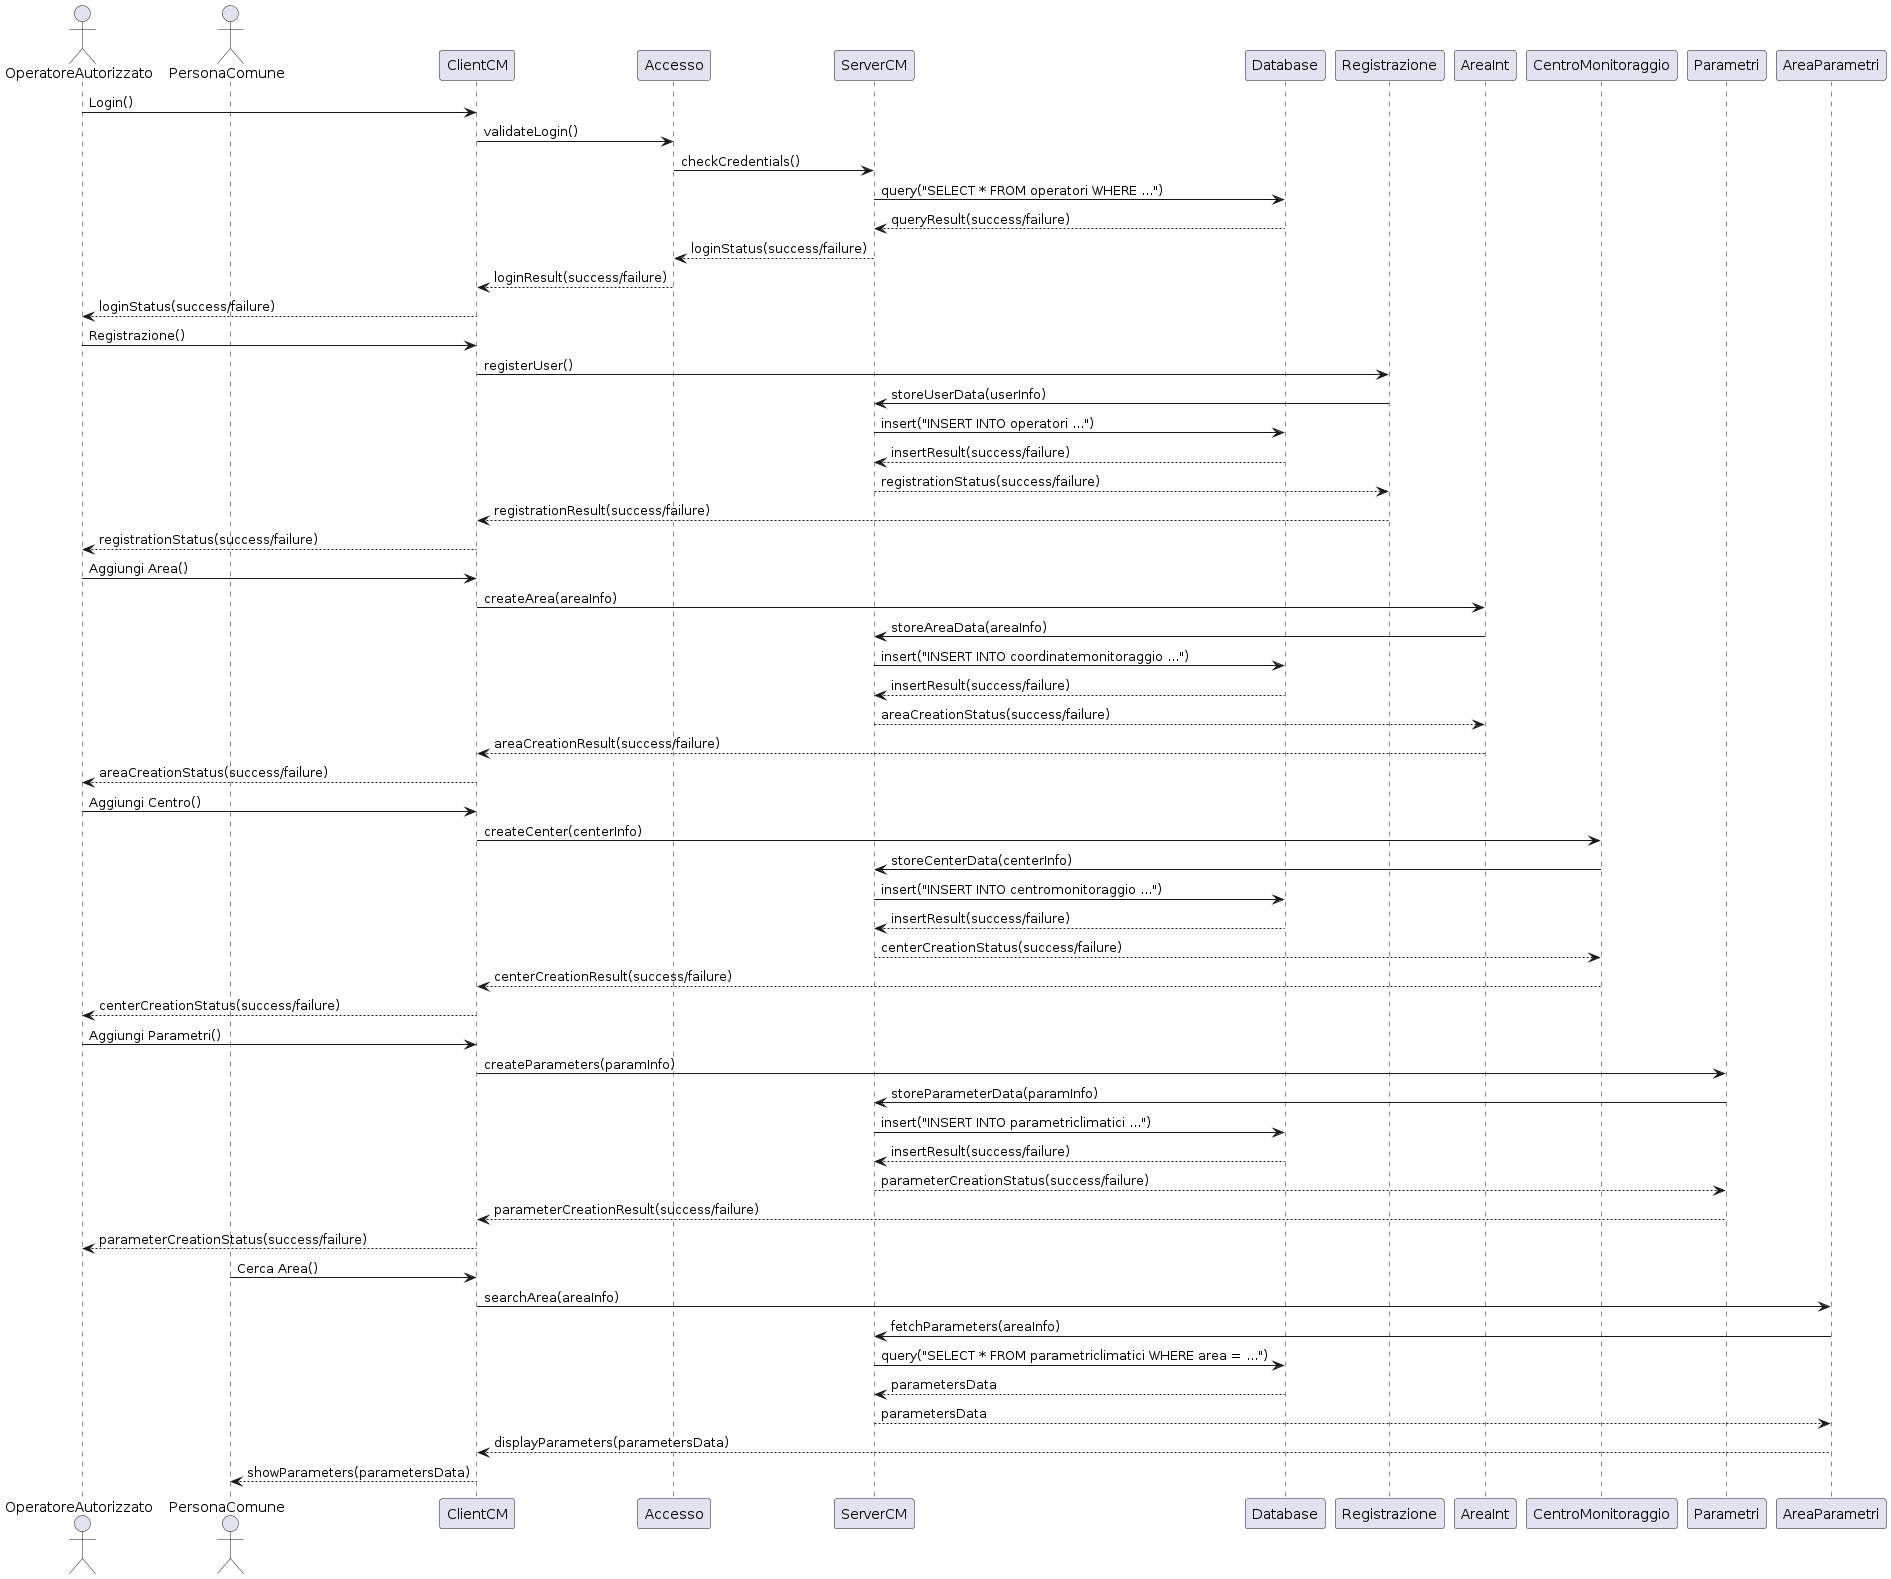 OperatoreAutorizzato
PersonaComune
ClientCM
Accesso
ServerCM
Database
Registrazione
AreaInt
CentroMonitoraggio
Parametri
AreaParametri
Login()
validateLogin()
checkCredentials()
query("SELECT * FROM operatori WHERE ...")
queryResult(success/failure)
loginStatus(success/failure)
loginResult(success/failure)
loginStatus(success/failure)
Registrazione()
registerUser()
storeUserData(userInfo)
insert("INSERT INTO operatori ...")
insertResult(success/failure)
registrationStatus(success/failure)
registrationResult(success/failure)
registrationStatus(success/failure)
Aggiungi Area()
createArea(areaInfo)
storeAreaData(areaInfo)
insert("INSERT INTO coordinatemonitoraggio ...")
insertResult(success/failure)
areaCreationStatus(success/failure)
areaCreationResult(success/failure)
areaCreationStatus(success/failure)
Aggiungi Centro()
createCenter(centerInfo)
storeCenterData(centerInfo)
insert("INSERT INTO centromonitoraggio ...")
insertResult(success/failure)
centerCreationStatus(success/failure)
centerCreationResult(success/failure)
centerCreationStatus(success/failure)
Aggiungi Parametri()
createParameters(paramInfo)
storeParameterData(paramInfo)
insert("INSERT INTO parametriclimatici ...")
insertResult(success/failure)
parameterCreationStatus(success/failure)
parameterCreationResult(success/failure)
parameterCreationStatus(success/failure)
Cerca Area()
searchArea(areaInfo)
fetchParameters(areaInfo)
query("SELECT * FROM parametriclimatici WHERE area = ...")
parametersData
parametersData
displayParameters(parametersData)
showParameters(parametersData)
OperatoreAutorizzato
PersonaComune
ClientCM
Accesso
ServerCM
Database
Registrazione
AreaInt
CentroMonitoraggio
Parametri
AreaParametri